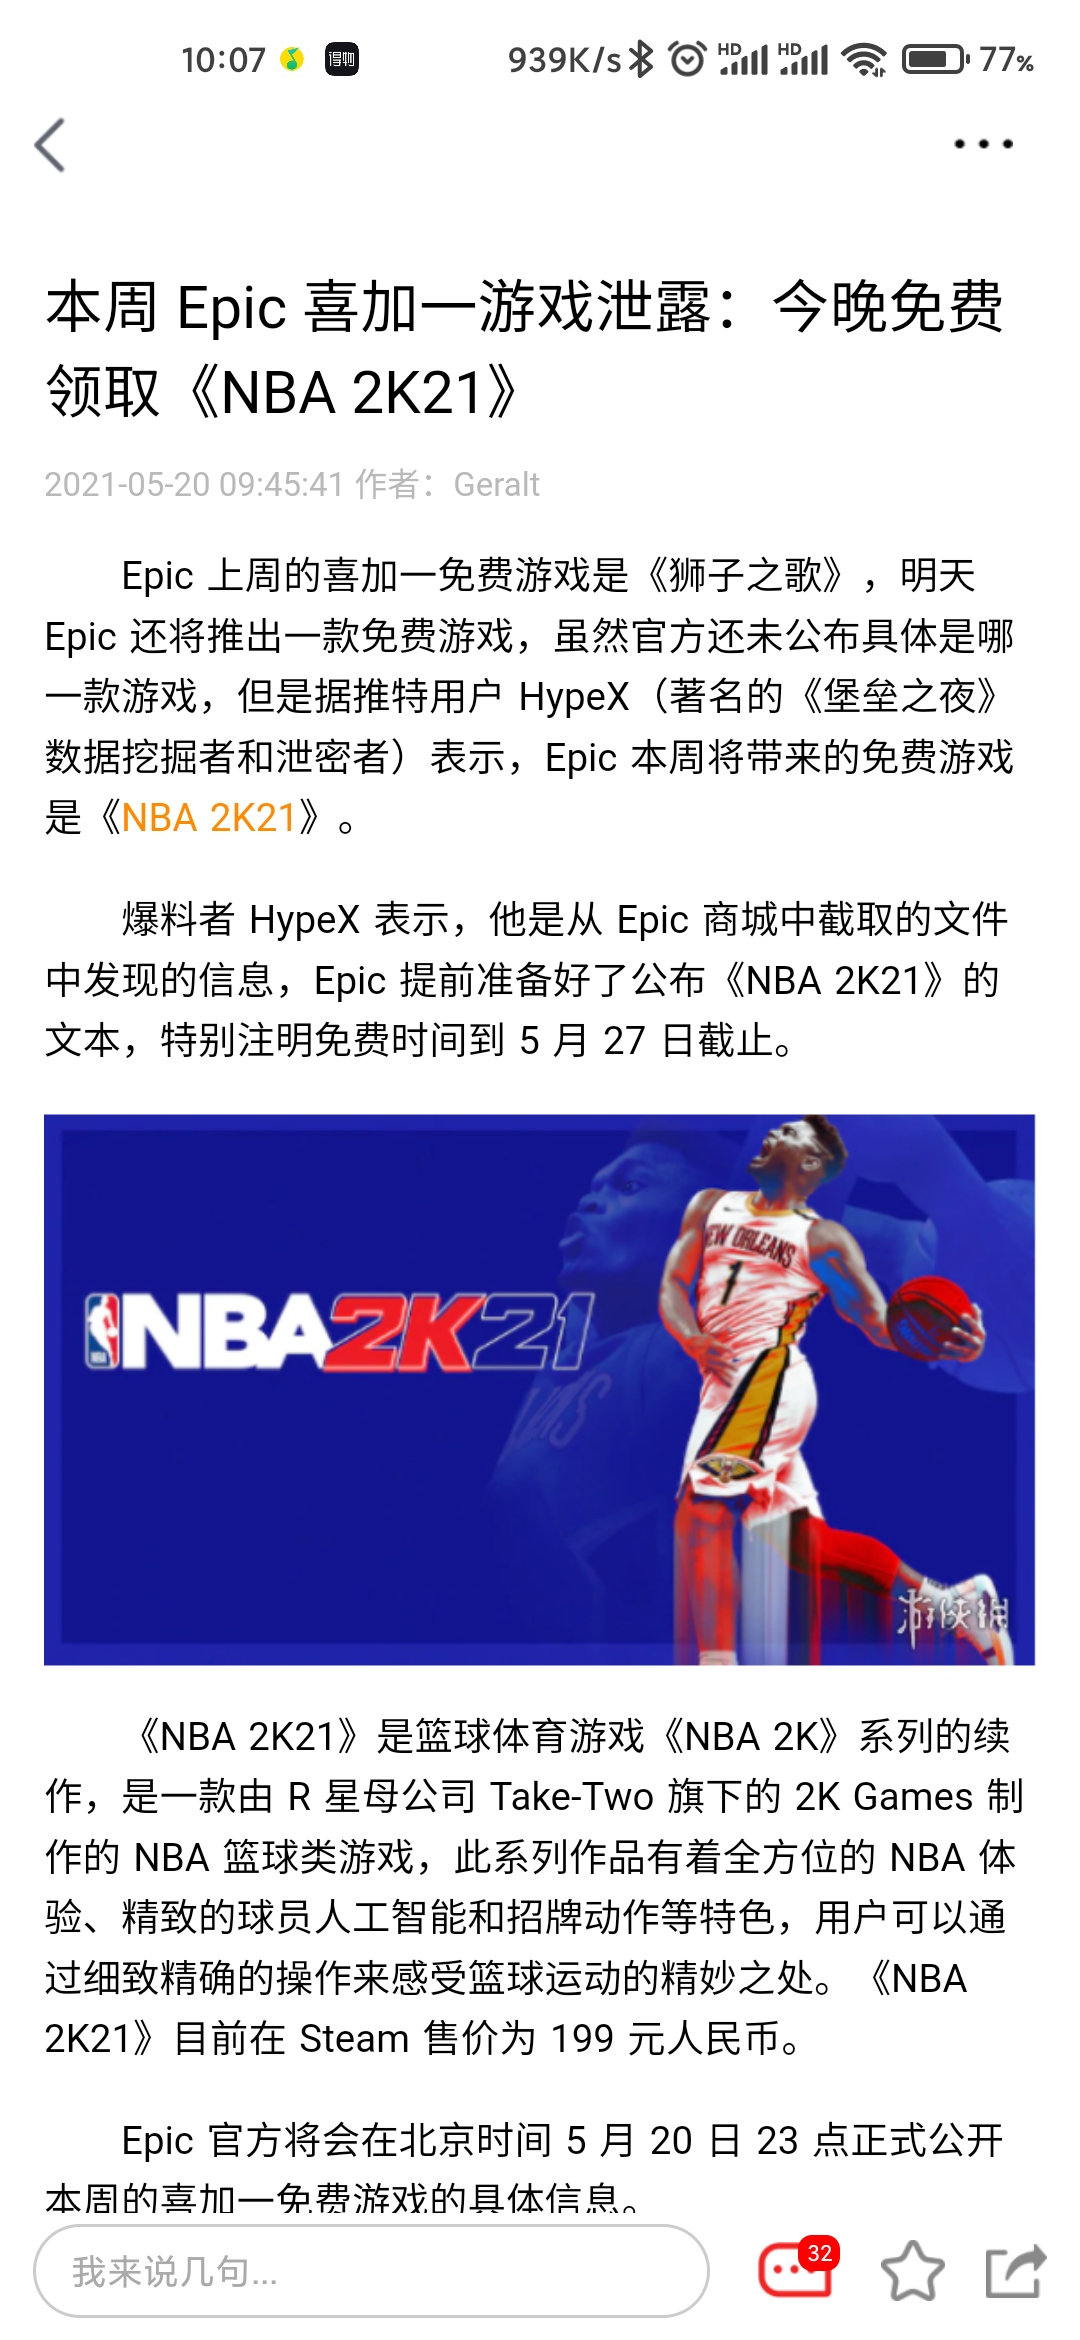 10:07 得物 939K/s HD HD 77%
本周 Epic 喜加一游戏泄露：今晚免费
领取《NBA 2K21》
2021-05-20 09:45:41 作者：Geralt
Epic 上周的喜加一免费游戏是《狮子之歌》，明天
Epic 还将推出一款免费游戏，虽然官方还未公布具体是哪
一款游戏，但是据推特用户 HypeX（著名的《堡垒之夜》
数据挖掘者和泄密者）表示，Epic 本周将带来的免费游戏
是《NBA 2K21》。
爆料者 HypeX 表示，他是从 Epic 商城中截取的文件
中发现的信息，Epic 提前准备好了公布《NBA 2K21》的
文本，特别注明免费时间到 5 月 27 日截止。
NEW ORLEANS
1
NBA 2K21
NBA
游侠網
《NBA 2K21》是篮球体育游戏《NBA 2K》系列的续
作，是一款由 R 星母公司 Take-Two 旗下的 2K Games 制
作的 NBA 篮球类游戏，此系列作品有着全方位的 NBA 体
验、精致的球员人工智能和招牌动作等特色，用户可以通
过细致精确的操作来感受篮球运动的精妙之处。《NBA
2K21》目前在 Steam 售价为 199 元人民币。
Epic 官方将会在北京时间 5 月 20 日 23 点正式公开
本周的喜加一免费游戏的具体信息。
我来说几句...
32